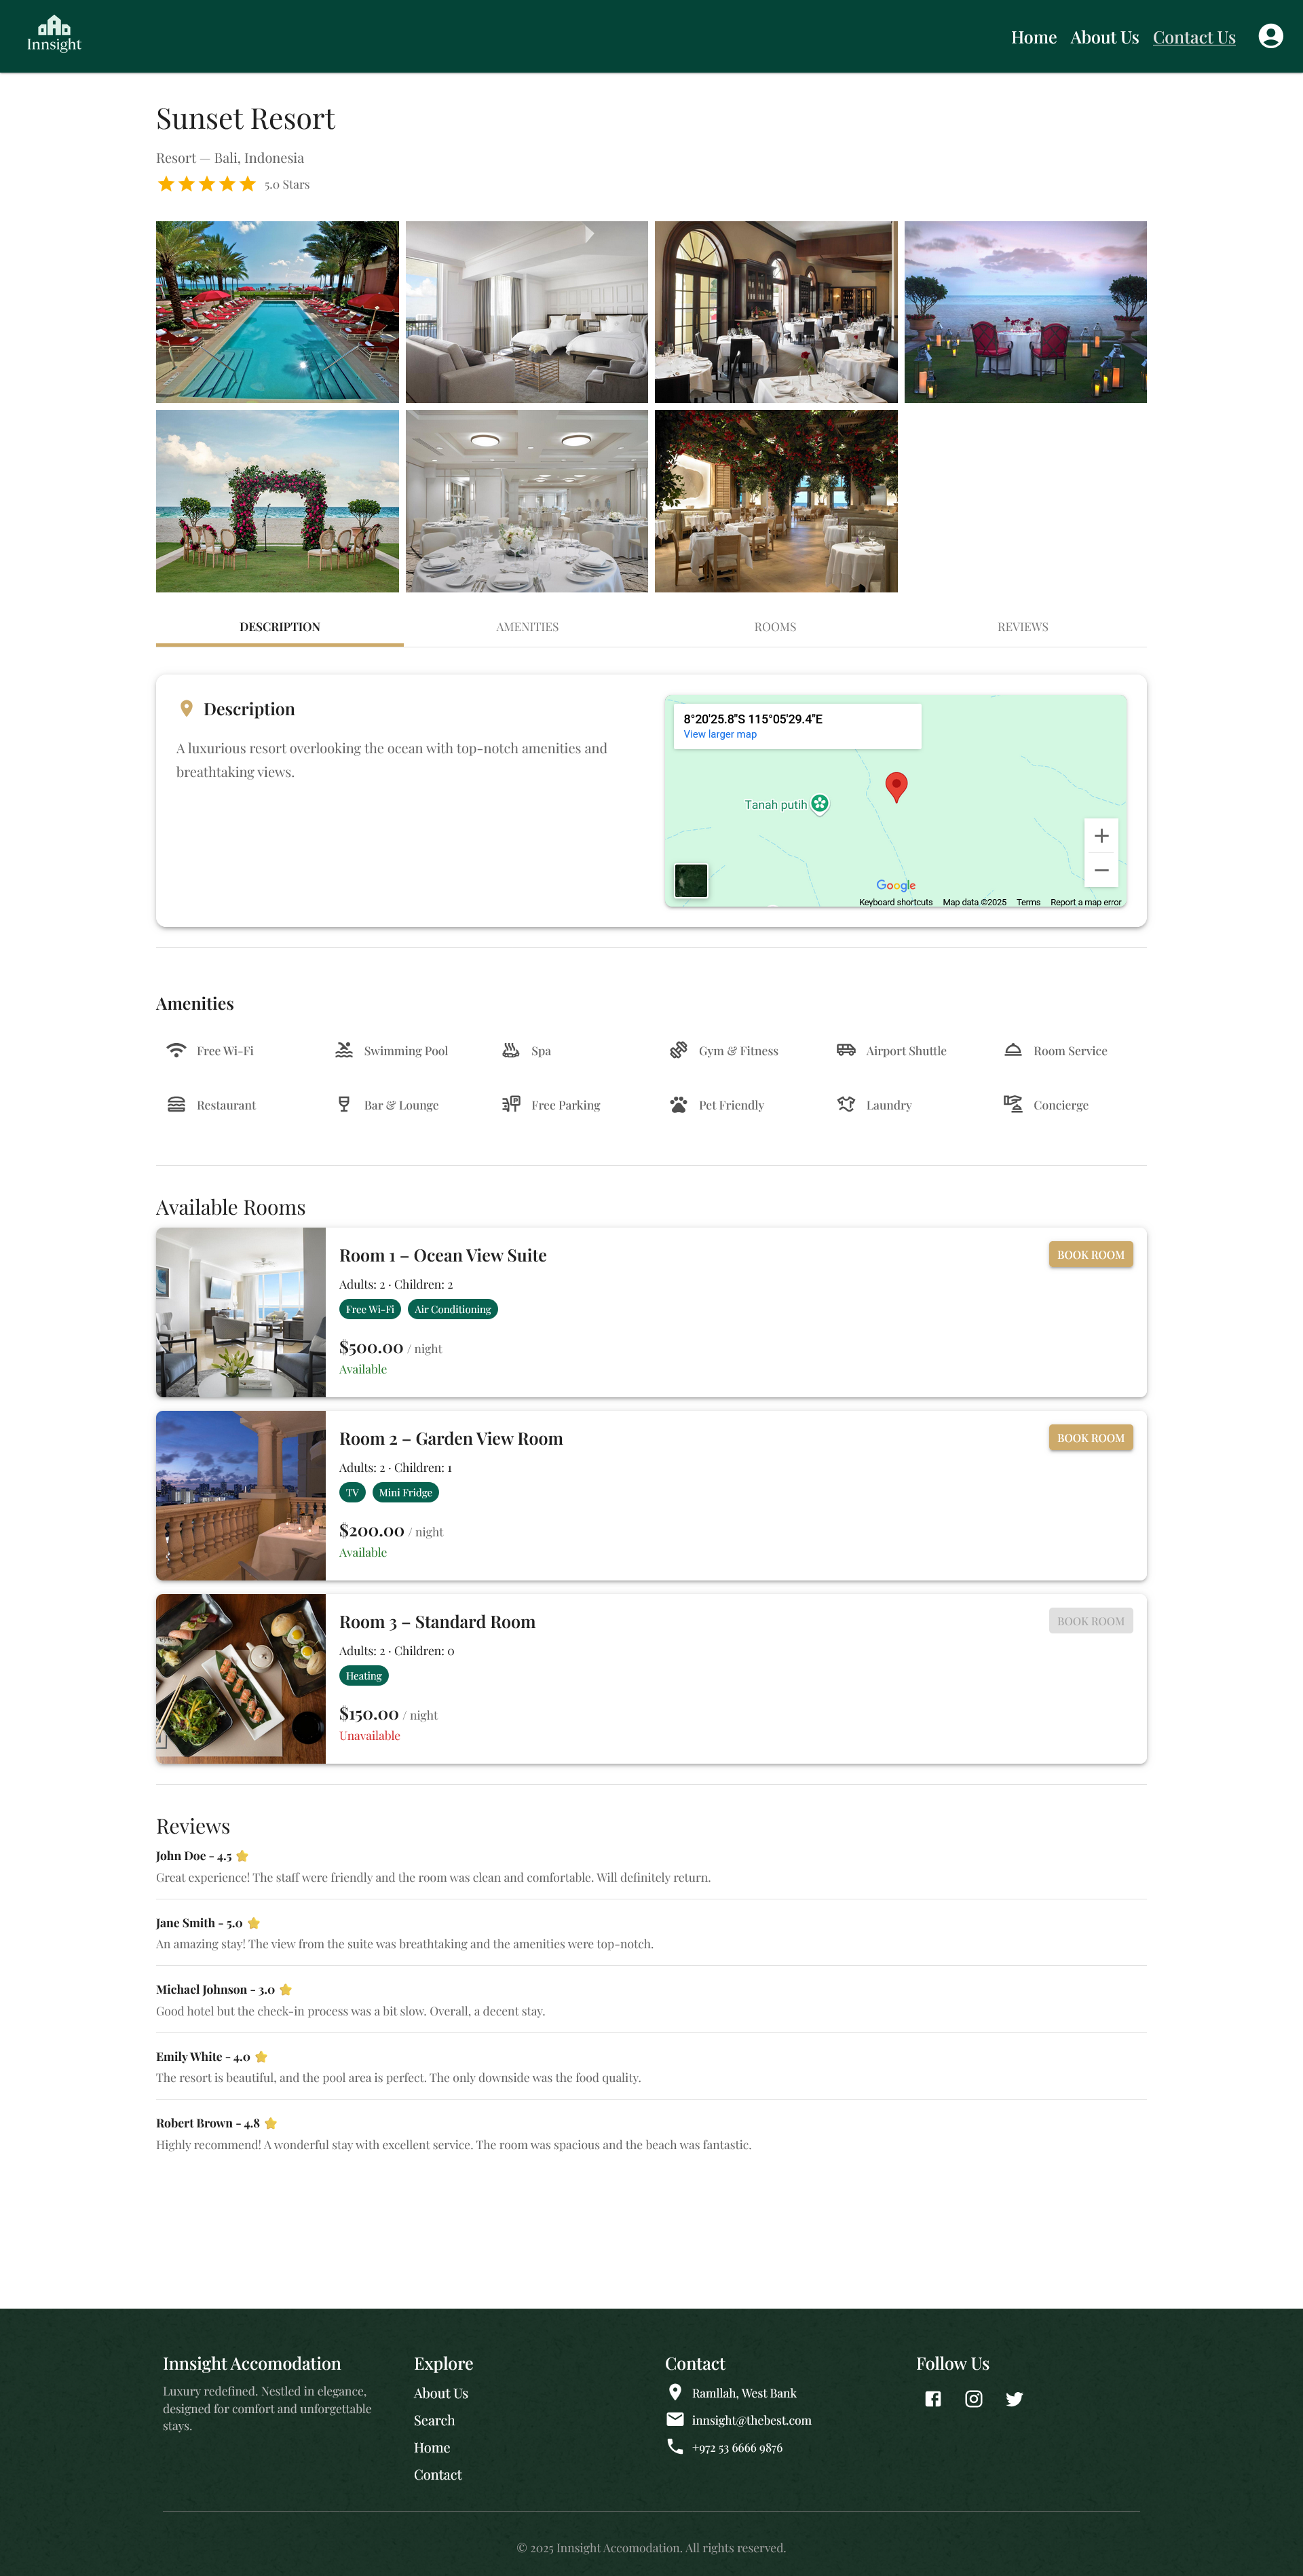 Innsight
Home About Us Contact Us
Sunset Resort
Resort — Bali, Indonesia
5.0 Stars
DESCRIPTION AMENITIES ROOMS REVIEWS
Description
A luxurious resort overlooking the ocean with top-notch amenities and
breathtaking views.
8°20'25.8"S 115°05'29.4"E
View larger map
Tanah putih
Google
Keyboard shortcuts Map data ©2025 Terms Report a map error
Amenities
Free Wi-Fi Swimming Pool Spa Gym & Fitness Airport Shuttle Room Service
Restaurant Bar & Lounge Free Parking Pet Friendly Laundry Concierge
Available Rooms
Room 1 – Ocean View Suite
BOOK ROOM
Adults: 2 · Children: 2
Free Wi-Fi Air Conditioning
$500.00 / night
Available
Room 2 – Garden View Room
BOOK ROOM
Adults: 2 · Children: 1
TV Mini Fridge
$200.00 / night
Available
Room 3 – Standard Room
BOOK ROOM
Adults: 2 · Children: 0
Heating
$150.00 / night
Unavailable
Reviews
John Doe - 4.5
Great experience! The staff were friendly and the room was clean and comfortable. Will definitely return.
Jane Smith - 5.0
An amazing stay! The view from the suite was breathtaking and the amenities were top-notch.
Michael Johnson - 3.0
Good hotel but the check-in process was a bit slow. Overall, a decent stay.
Emily White - 4.0
The resort is beautiful, and the pool area is perfect. The only downside was the food quality.
Robert Brown - 4.8
Highly recommend! A wonderful stay with excellent service. The room was spacious and the beach was fantastic.
Innsight Accomodation
Luxury redefined. Nestled in elegance,
designed for comfort and unforgettable
stays.
Explore
About Us
Search
Home
Contact
Contact
Ramllah, West Bank
innsight@thebest.com
+972 53 6666 9876
Follow Us
© 2025 Innsight Accomodation. All rights reserved.